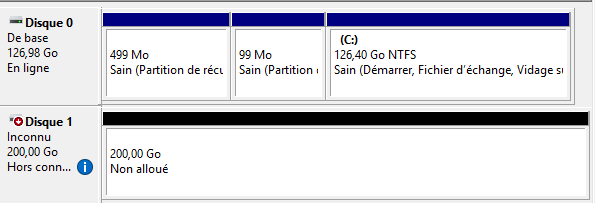 Disque 0
De base
126,98 Go
En ligne
499 Mo
Sain (Partition de récu
99 Mo
Sain (Partition
(C:)
126,40 Go NTFS
Sain (Démarrer, Fichier d'échange, Vidage su
Disque 1
Inconnu
200,00 Go
Hors conn...
200,00 Go
Non alloué